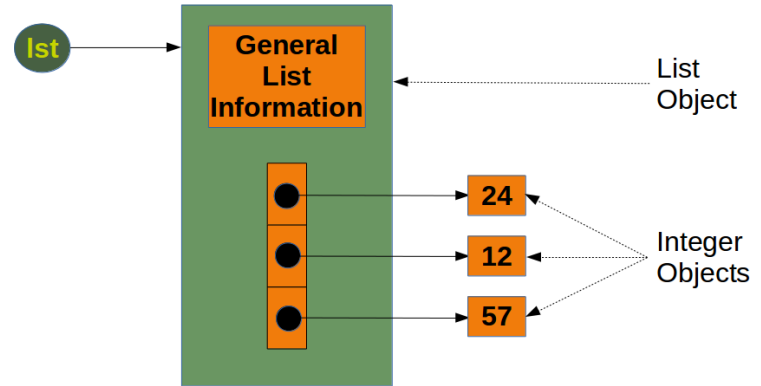 lst
General
List
Information
List
Object
24
12
57
Integer
Objects